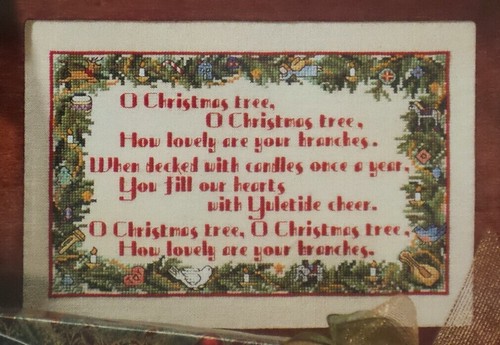 O Christmas tree,
O Christmas tree,
How lovely are your branches.
When decked with candles once a year,
You fill our hearts
with Yuletide cheer.
O Christmas tree, O Christmas tree,
How lovely are your branches.